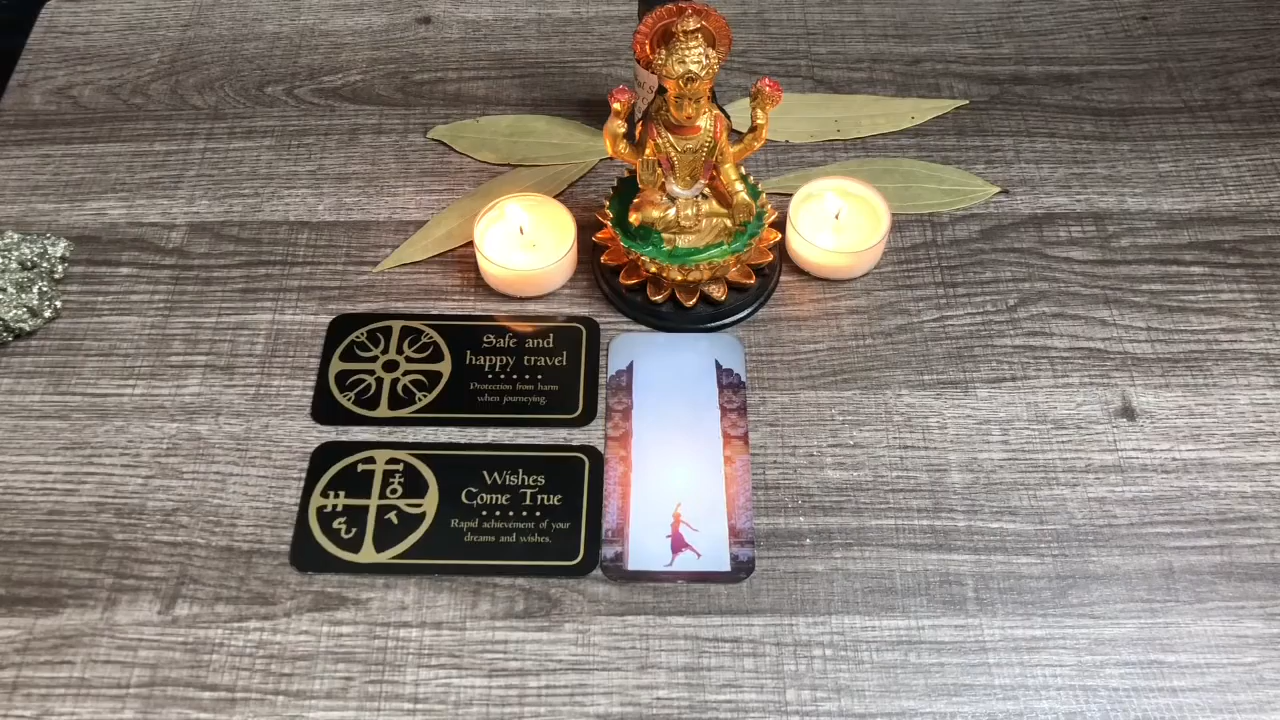 Safe and
happy travel
Protection from harm
when journeying.
Wishes
Come True
Rapid achievement of your
dreams and wishes.